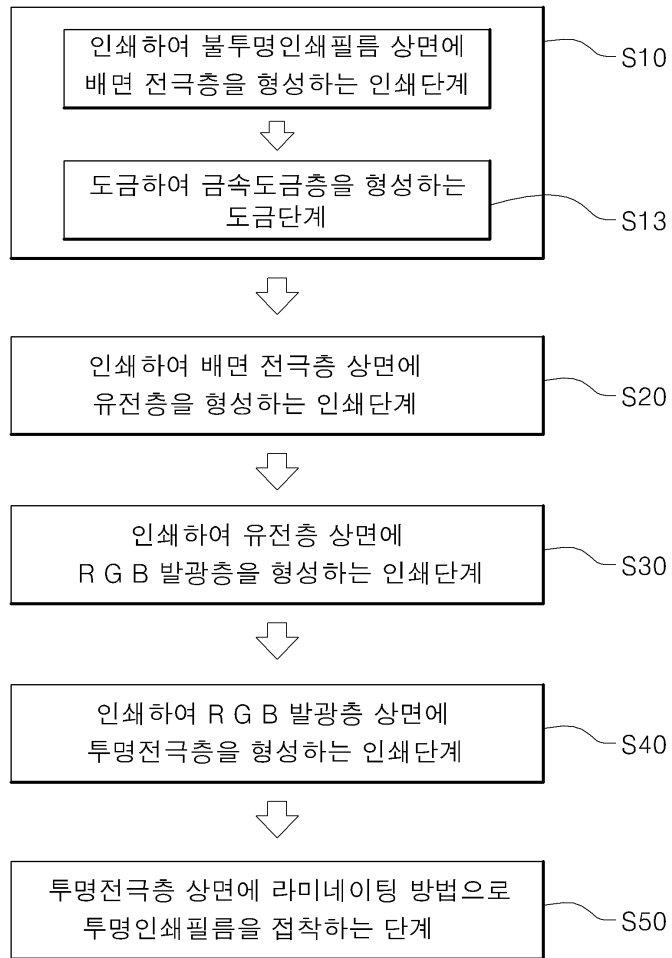 인쇄하여 불투명인쇄필름 상면에
배면 전극층을 형성하는 인쇄단계
S10
도금하여 금속도금층을 형성하는
도금단계
S13
인쇄하여 배면 전극층 상면에
유전층을 형성하는 인쇄단계
S20
인쇄하여 유전층 상면에
R G B 발광층을 형성하는 인쇄단계
S30
인쇄하여 R G B 발광층 상면에
투명전극층을 형성하는 인쇄단계
S40
투명전극층 상면에 라미네이팅 방법으로
투명인쇄필름을 접착하는 단계
S50